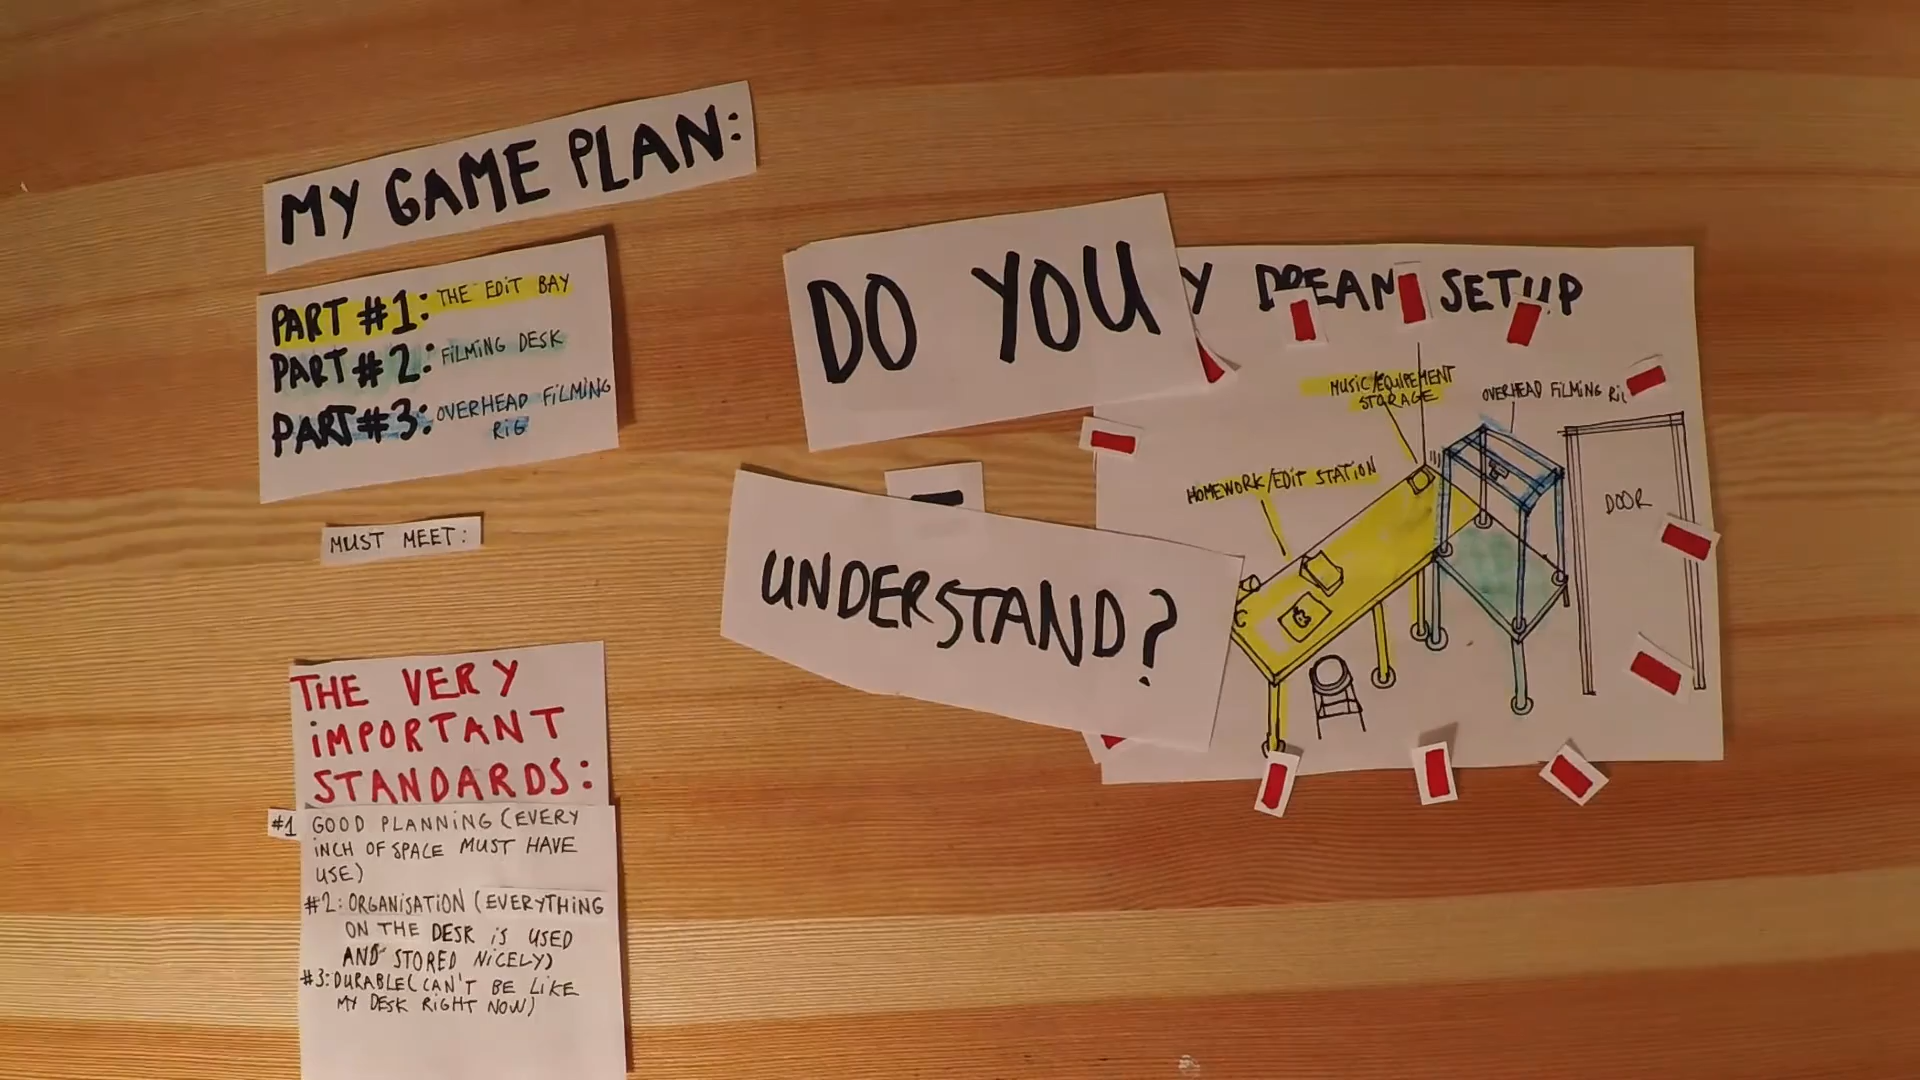 MY GAME PLAN:
PART #1: THE EDIT BAY
PART #2: FILMING DESK
PART #3: OVERHEAD FILMING
RIG
MUST MEET:
THE VERY
IMPORTANT
STANDARDS:
#1 GOOD PLANNING (EVERY
INCH OF SPACE MUST HAVE
USE)
#2: ORGANISATION (EVERYTHING
ON THE DESK IS USED
AND STORED NICELY)
#3: DURABLE (CAN'T BE LIKE
MY DESK RIGHT NOW)
DO YOU
UNDERSTAND?
Y DREAM SETUP
MUSIC/EQUIPEMENT
STORAGE
OVERHEAD FILMING
HOMEWORK/EDIT STATION
DOOR